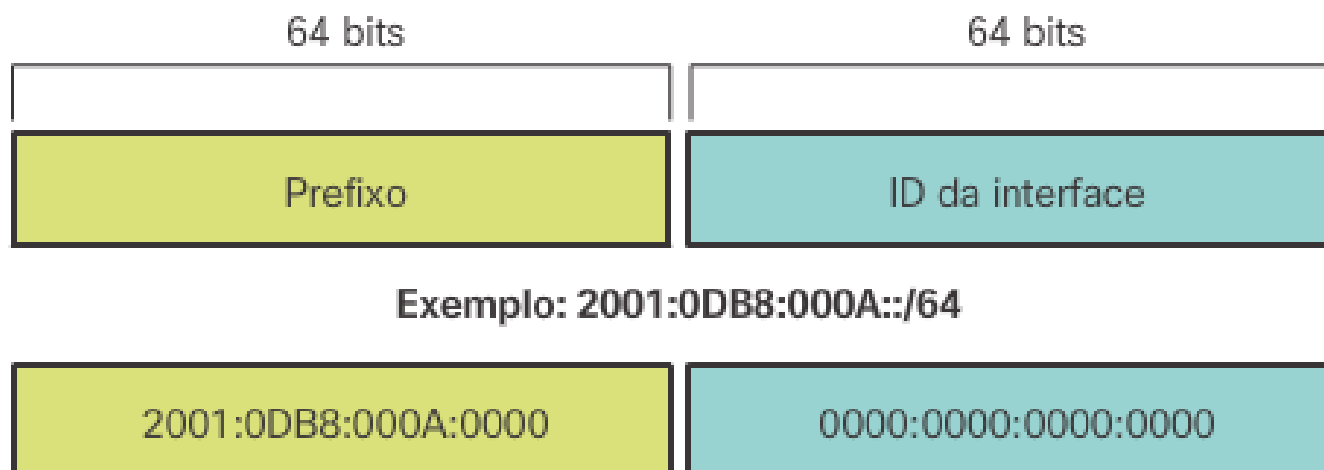 64 bits 64 bits
Prefixo ID da interface
Exemplo: 2001:0DB8:000A::/64
2001:0DB8:000A:0000 0000:0000:0000:0000